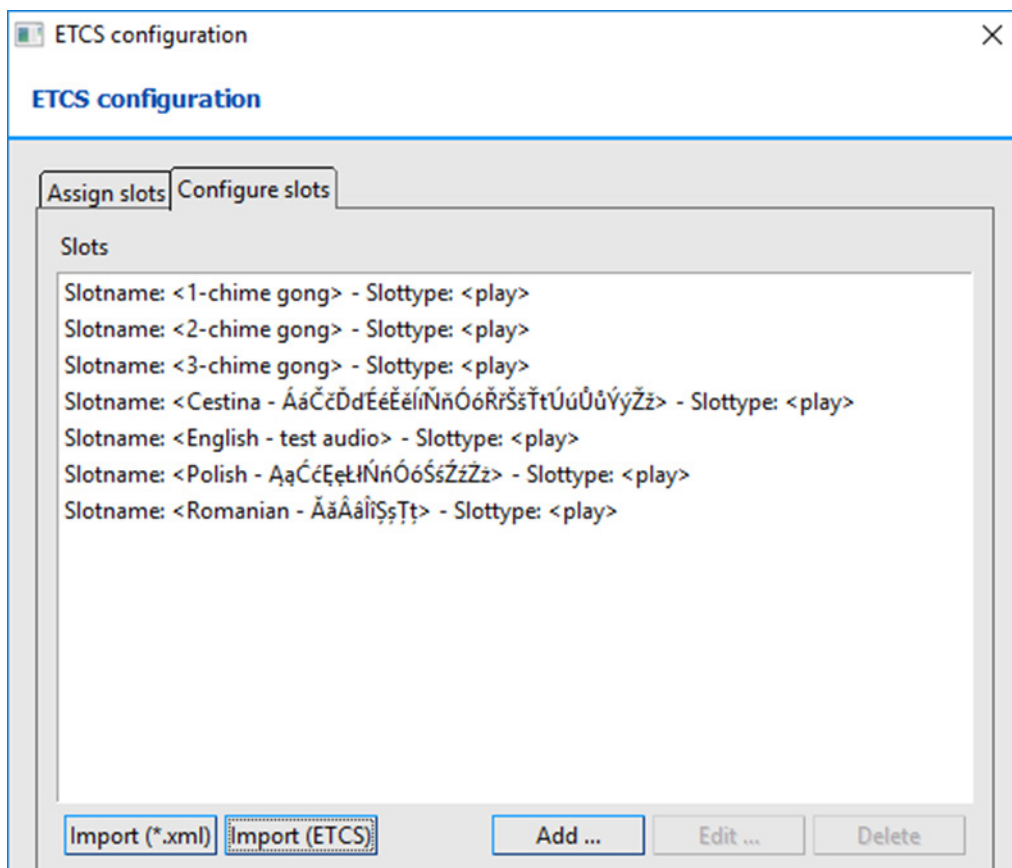 ETCS configuration
ETCS configuration
Assign slots
Configure slots
Slots
Slotname: <1-chime gong> - Slottype: <play>
Slotname: <2-chime gong> - Slottype: <play>
Slotname: <3-chime gong> - Slottype: <play>
Slotname: <Cestina - ÁáČčĎďÉéĚěÍíŇňÓóŘřŠšŤťÚúŮůÝýŽž> - Slottype: <play>
Slotname: <English - test audio> - Slottype: <play>
Slotname: <Polish - ĄąĆćĘęŁłŃńÓóŚśŹźŻż> - Slottype: <play>
Slotname: <Romanian - ĂăÂâÎîȘșȚț> - Slottype: <play>
Import (*.xml)
Import (ETCS)
Add ...
Edit ...
Delete